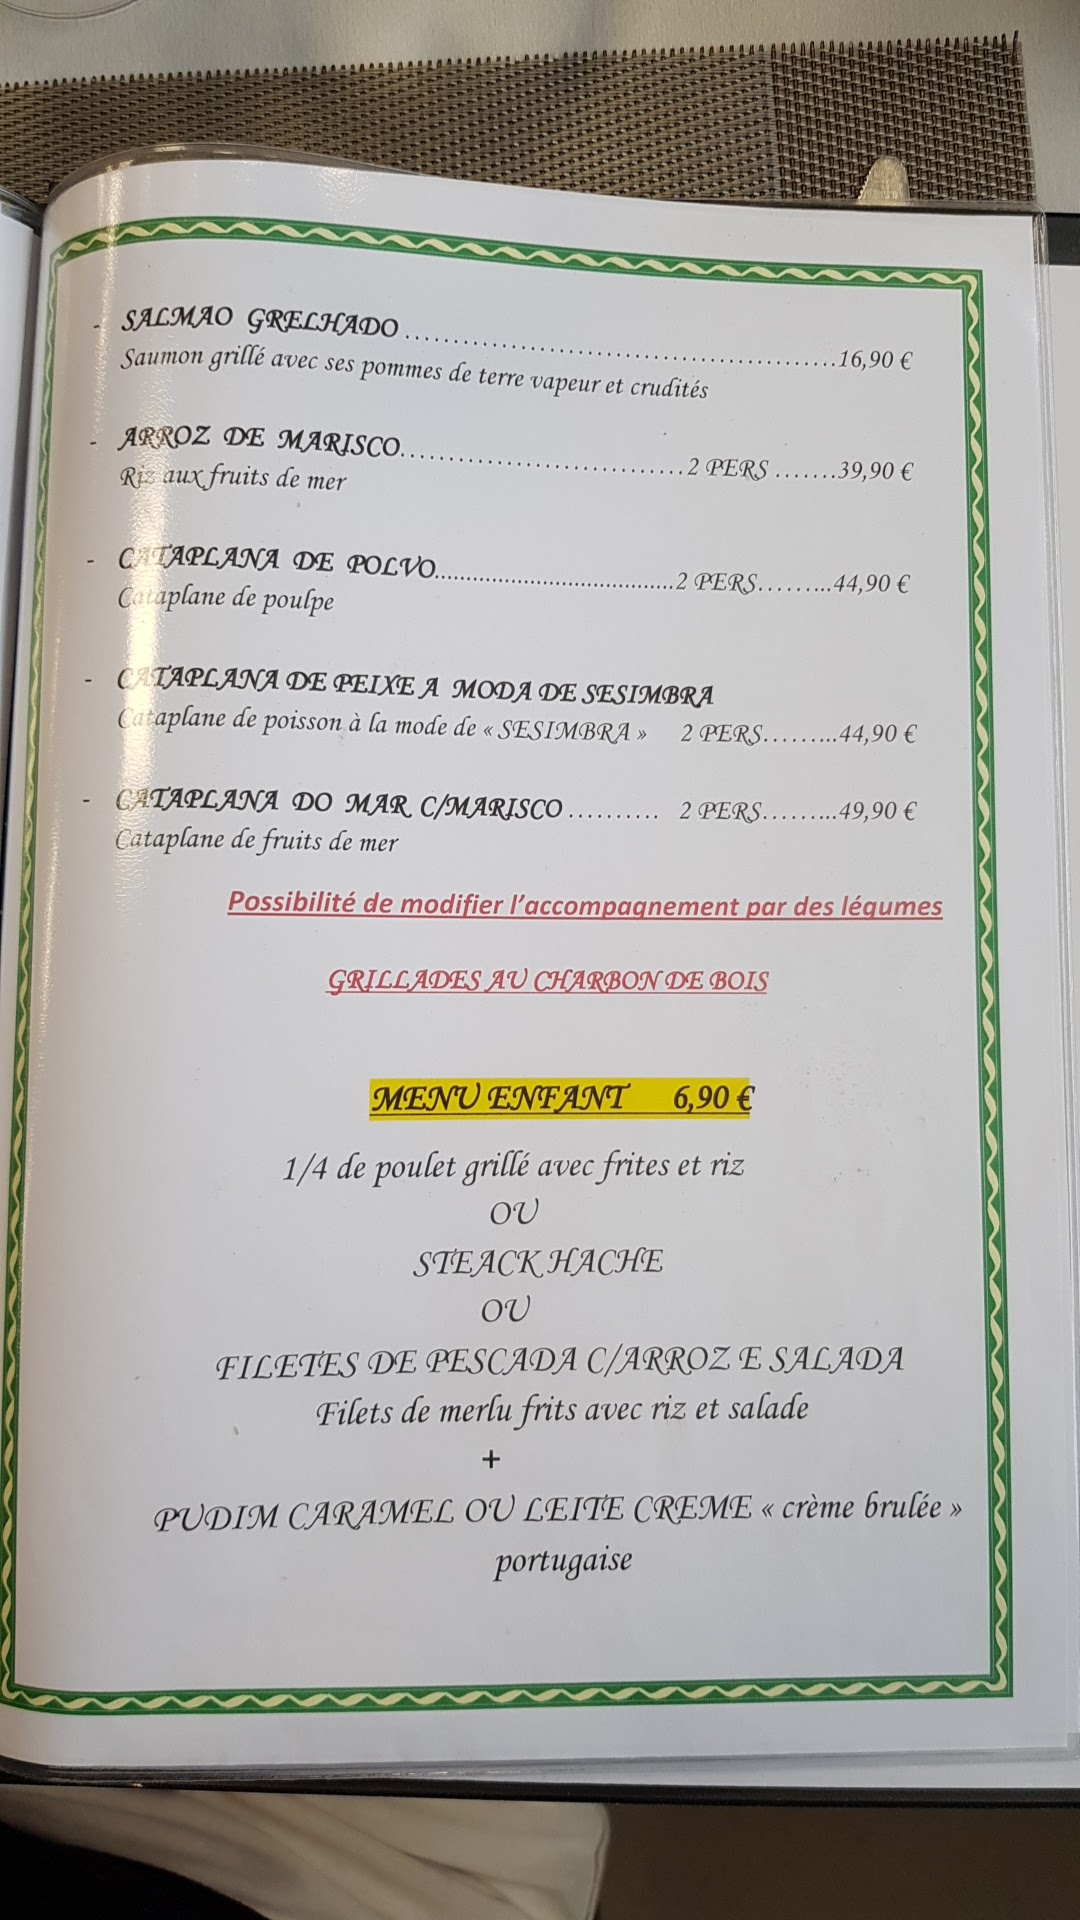 - SALMAO GRELHADO ..............................................16,90 €
Saumon grillé avec ses pommes de terre vapeur et crudités
- ARROZ DE MARISCO..............................2 PERS .......39,90 €
Riz aux fruits de mer
- CATAPLANA DE POLVO......................................2 PERS.........44,90 €
Cataplane de poulpe
- CATAPLANA DE PEIXE A MODA DE SESIMBRA
Cataplane de poisson à la mode de « SESIMBRA » 2 PERS.........44,90 €
- CATAPLANA DO MAR C/MARISCO .......... 2 PERS.........49,90 €
Cataplane de fruits de mer
Possibilité de modifier l'accompagnement par des légumes
GRILLADES AU CHARBON DE BOIS
MENU ENFANT 6,90 €
1/4 de poulet grillé avec frites et riz
OU
STEACK HACHE
OU
FILETES DE PESCADA C/ARROZ E SALADA
Filets de merlu frits avec riz et salade
+
PUDIM CARAMEL OU LEITE CREME « crème brulée »
portugaise